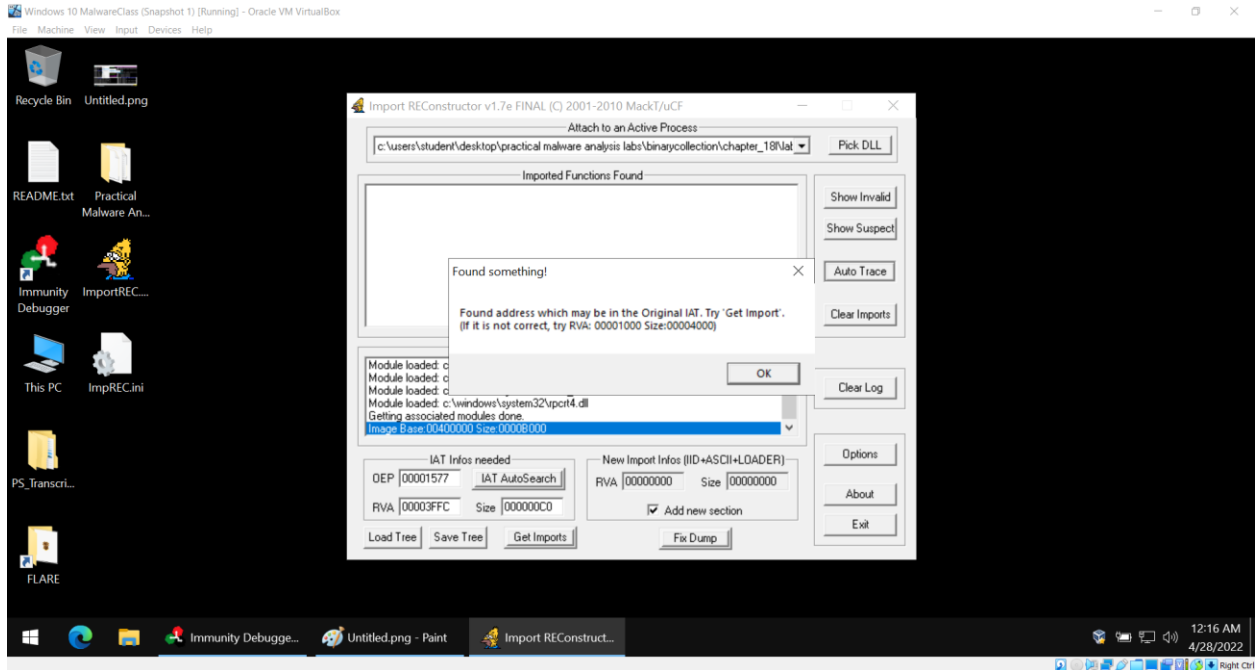 Windows 10 MalwareClass (Snapshot 1) [Running] - Oracle VM VirtualBox
File Machine View Input Devices Help
Recycle Bin
Untitled.png
README.txt
Practical
Malware An...
Immunity
Debugger
ImportREC....
This PC
ImpREC.ini
PS_Transcri...
FLARE
Import REConstructor v1.7e FINAL (C) 2001-2010 MackT/uCF
Attach to an Active Process
c:\users\student\desktop\practical malware analysis labs\binarycollection\chapter_18l\lat
Pick DLL
Imported Functions Found
Show Invalid
Show Suspect
Auto Trace
Clear Imports
Found something!
Found address which may be in the Original IAT. Try 'Get Import'.
(If it is not correct, try RVA: 00001000 Size:00004000)
OK
Module loaded: c
Module loaded: c
Module loaded: c
Module loaded: c:\windows\system32\rpcrt4.dll
Getting associated modules done.
Image Base:00400000 Size:0000B000
Clear Log
IAT Infos needed
OEP 00001577 IAT AutoSearch
RVA 00003FFC Size 000000C0
New Import Infos (IID+ASCII+LOADER)
RVA 00000000 Size 00000000
Add new section
Load Tree Save Tree Get Imports Fix Dump
Options
About
Exit
Immunity Debugge...
Untitled.png - Paint
Import REConstruct...
12:16 AM
4/28/2022
Right Ctrl